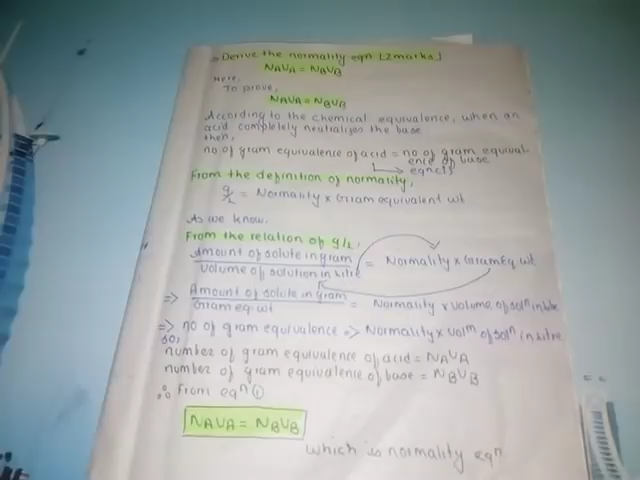 → Derive the normality eqn [2marks]
NAVA = NBVB
Here,
To prove,
NAVA = NBVB
According to the chemical equivalence, when an
acid completely neutralizes the base
then,
no of gram equivalence of acid = no of gram equival-
ence of base
→ eqn(1)
From the definition of normality,
g/L = Normality x Gram equivalent wt
As we know.
From the relation of g/L,
Amount of solute in gram / Volume of solution in litre = Normality x Gram Eq wt
=> Amount of solute in gram / Gram eq wt = Normality x volume of solⁿ in litre
=> no of gram equivalence => Normality x volᵐ of solⁿ in litre
so,
number of gram equivalence of acid = NAVA
number of gram equivalence of base = NBVB
∴ From eqⁿ ①
NAVA = NBVB
which is normality eqⁿ